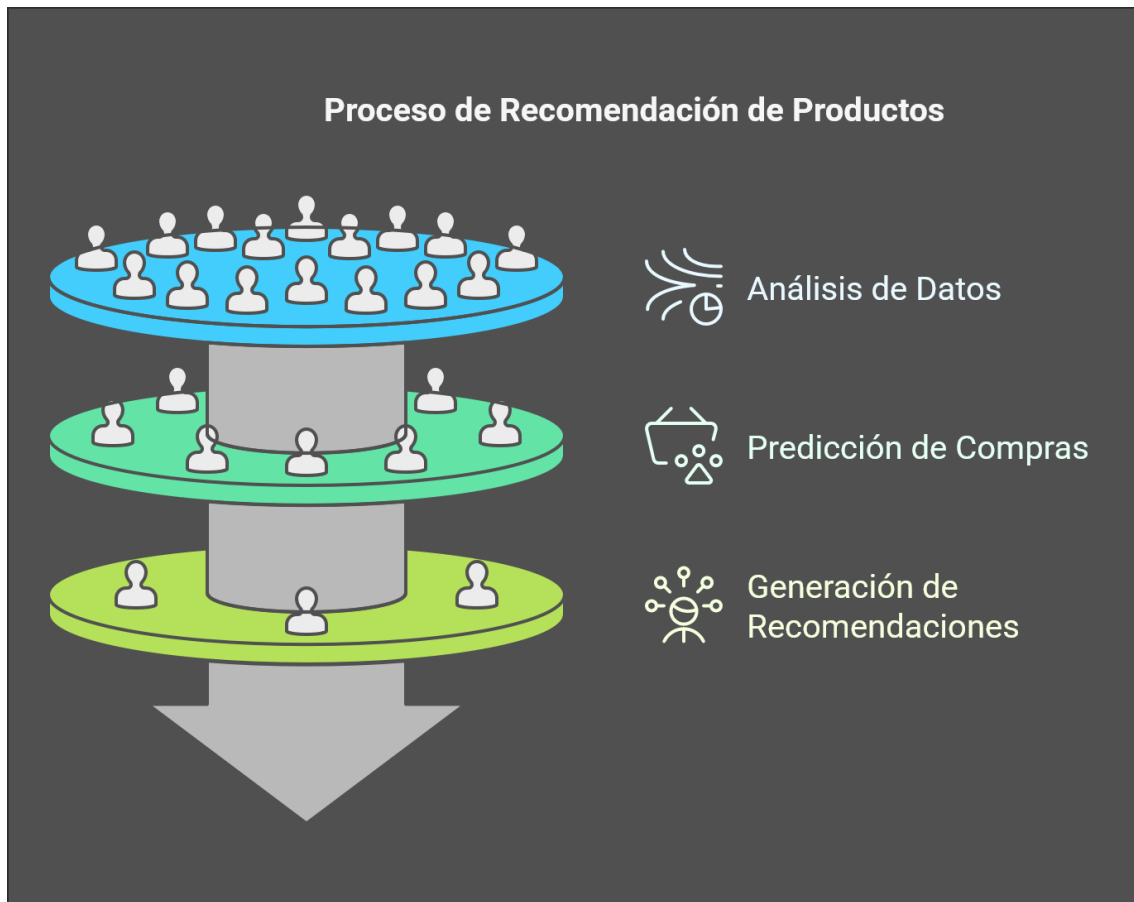 Proceso de Recomendación de Productos
Análisis de Datos
Predicción de Compras
Generación de
Recomendaciones